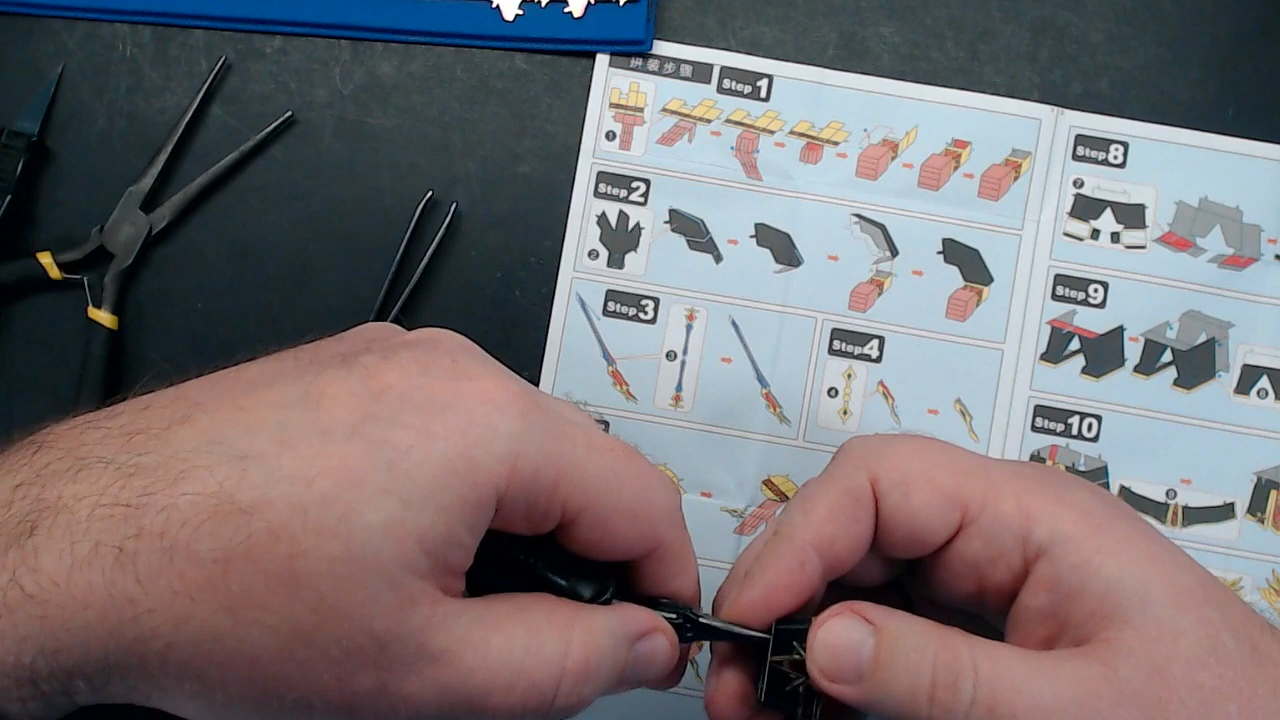 拼装步骤
Step 1
Step 2
Step 3
Step 4
Step 8
Step 9
Step 10